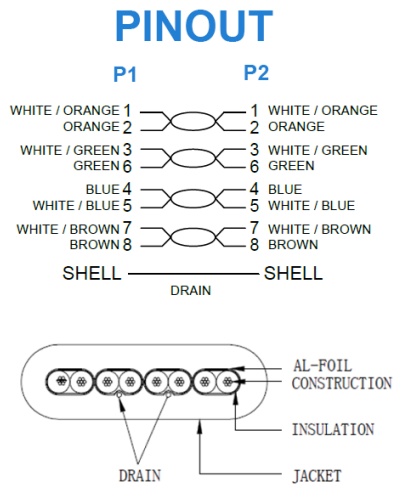 PINOUT
P1 P2
WHITE / ORANGE 1 1 WHITE / ORANGE
ORANGE 2 2 ORANGE
WHITE / GREEN 3 3 WHITE / GREEN
GREEN 6 6 GREEN
BLUE 4 4 BLUE
WHITE / BLUE 5 5 WHITE / BLUE
WHITE / BROWN 7 7 WHITE / BROWN
BROWN 8 8 BROWN
SHELL SHELL
DRAIN
AL-FOIL
CONSTRUCTION
INSULATION
DRAIN JACKET